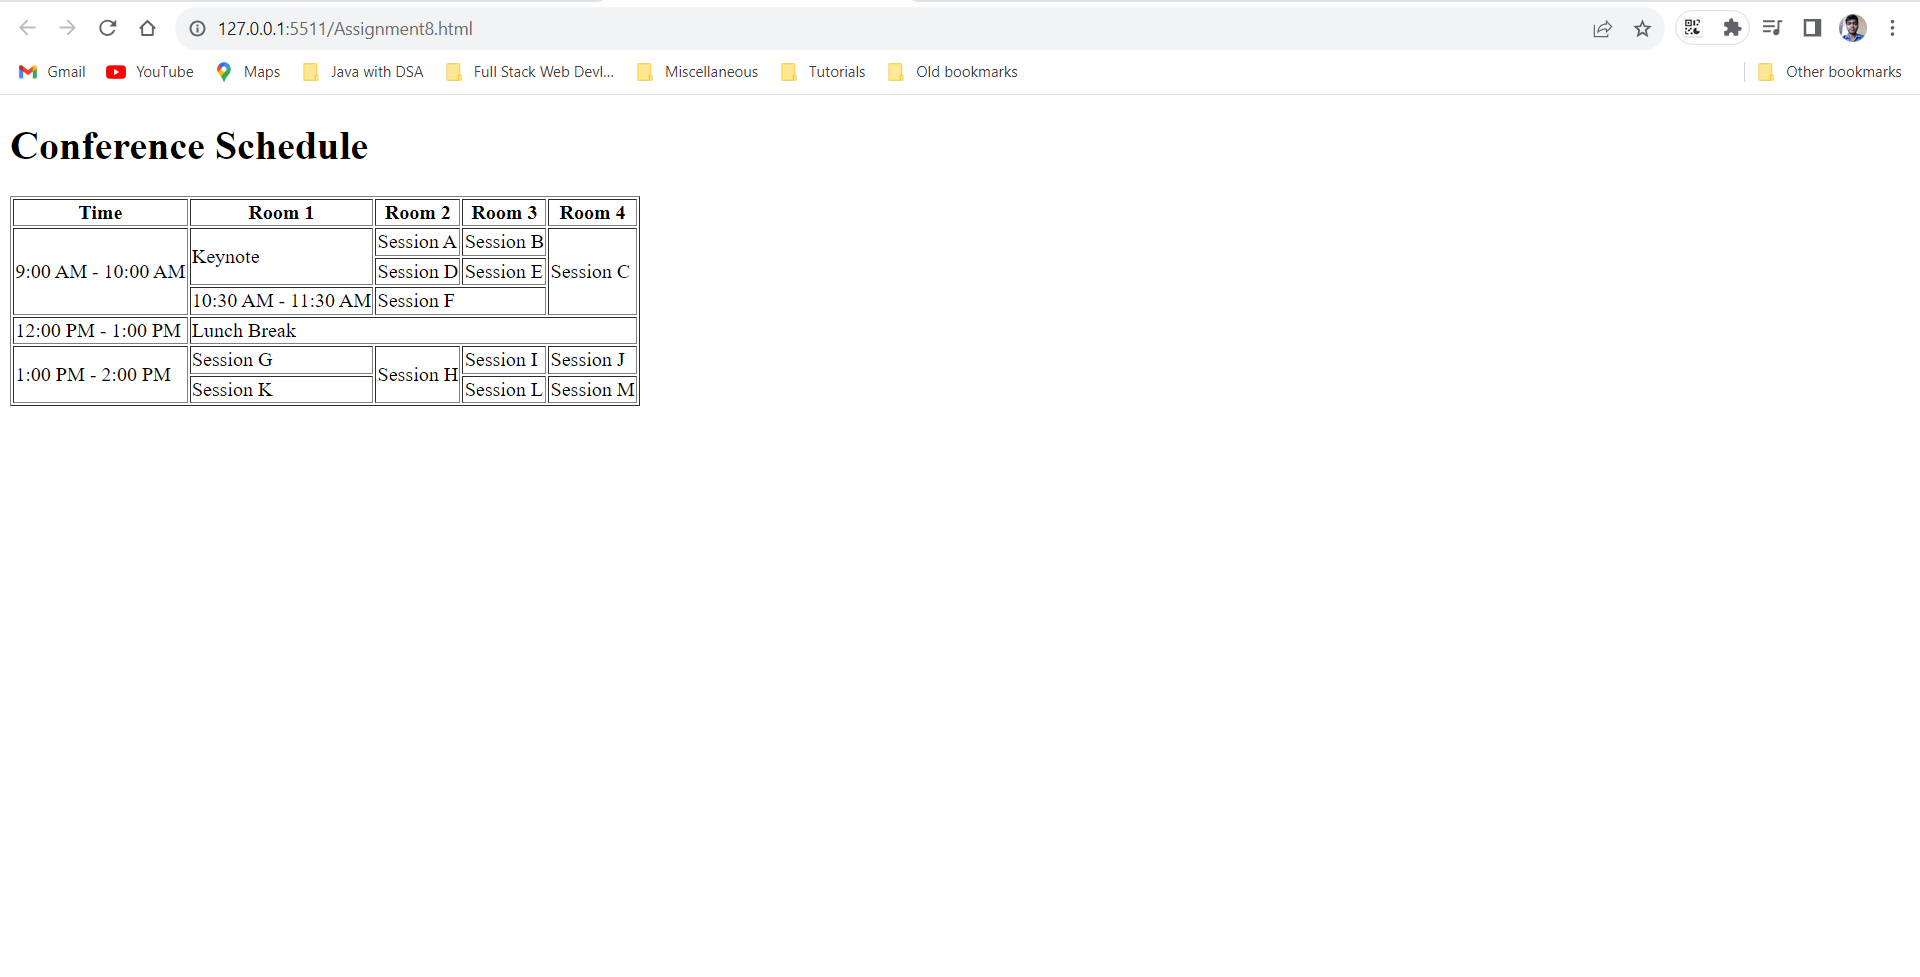 127.0.0.1:5511/Assignment8.html
Gmail YouTube Maps Java with DSA Full Stack Web Devl... Miscellaneous Tutorials Old bookmarks Other bookmarks
Conference Schedule
Time Room 1 Room 2 Room 3 Room 4
9:00 AM - 10:00 AM Keynote Session A Session B Session C
Session D Session E
10:30 AM - 11:30 AM Session F
12:00 PM - 1:00 PM Lunch Break
1:00 PM - 2:00 PM Session G Session H Session I Session J
Session K Session L Session M